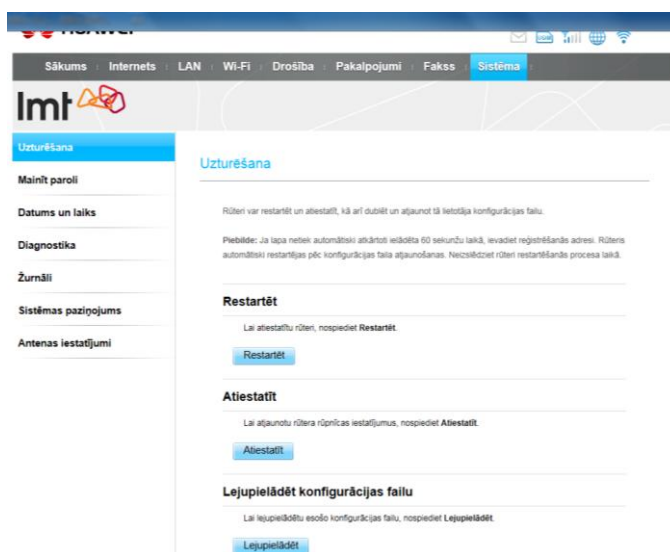 HUAWEI
Sākums Internets LAN Wi-Fi Drošība Pakalpojumi Fakss Sistēma
lmt
Uzturēšana
Mainīt paroli
Datums un laiks
Diagnostika
Žurnāli
Sistēmas paziņojums
Antenas iestatījumi
Uzturēšana
Rūteri var restartēt un atiestatīt, kā arī dublēt un atjaunot tā lietotāja konfigurācijas failu.
Piebilde: Ja lapa netiek automātiski atkārtoti ielādēta 60 sekunžu laikā, ievadiet reģistrēšanās adresi. Rūteris
automātiski restartējas pēc konfigurācijas faila atjaunošanas. Neizslēdziet rūteri restartēšanās procesa laikā.
Restartēt
Lai atiestatītu rūteri, nospiediet Restartēt.
Restartēt
Atiestatīt
Lai atjaunotu rūtera rūpnīcas iestatījumus, nospiediet Atiestatīt.
Atiestatīt
Lejupielādēt konfigurācijas failu
Lai lejupielādētu esošo konfigurācijas failu, nospiediet Lejupielādēt.
Lejupielādēt